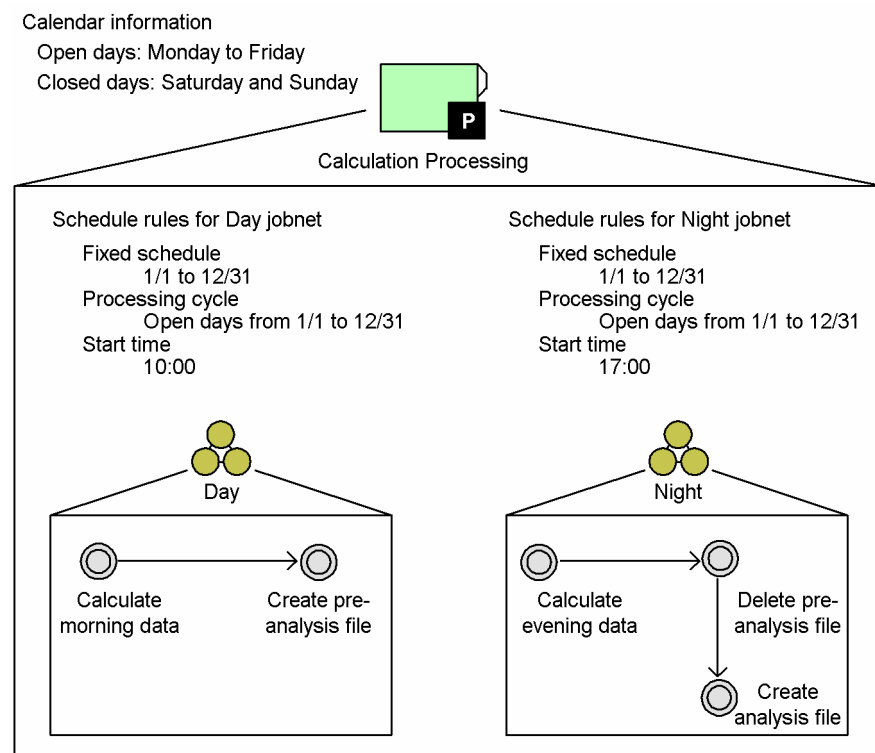 Calendar information
Open days: Monday to Friday
Closed days: Saturday and Sunday
P
Calculation Processing
Schedule rules for Day jobnet
Fixed schedule
1/1 to 12/31
Processing cycle
Open days from 1/1 to 12/31
Start time
10:00
Schedule rules for Night jobnet
Fixed schedule
1/1 to 12/31
Processing cycle
Open days from 1/1 to 12/31
Start time
17:00
Day
Calculate
morning data
Create pre-
analysis file
Night
Calculate
evening data
Delete pre-
analysis file
Create
analysis file